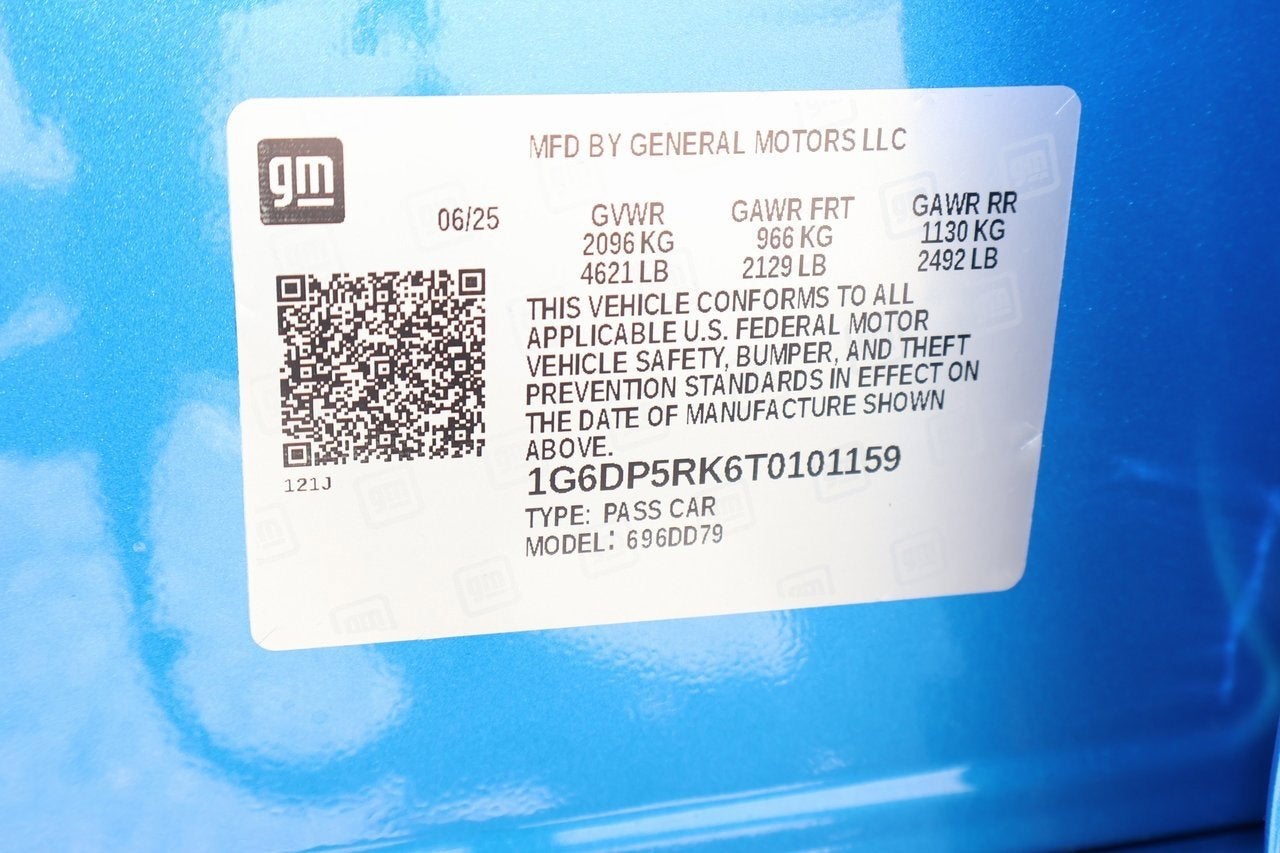 gm
MFD BY GENERAL MOTORS LLC
06/25
GVWR GAWR FRT GAWR RR
2096 KG 966 KG 1130 KG
4621 LB 2129 LB 2492 LB
THIS VEHICLE CONFORMS TO ALL
APPLICABLE U.S. FEDERAL MOTOR
VEHICLE SAFETY, BUMPER, AND THEFT
PREVENTION STANDARDS IN EFFECT ON
THE DATE OF MANUFACTURE SHOWN
ABOVE.
1G6DP5RK6T0101159
121J
TYPE: PASS CAR
MODEL: 696DD79